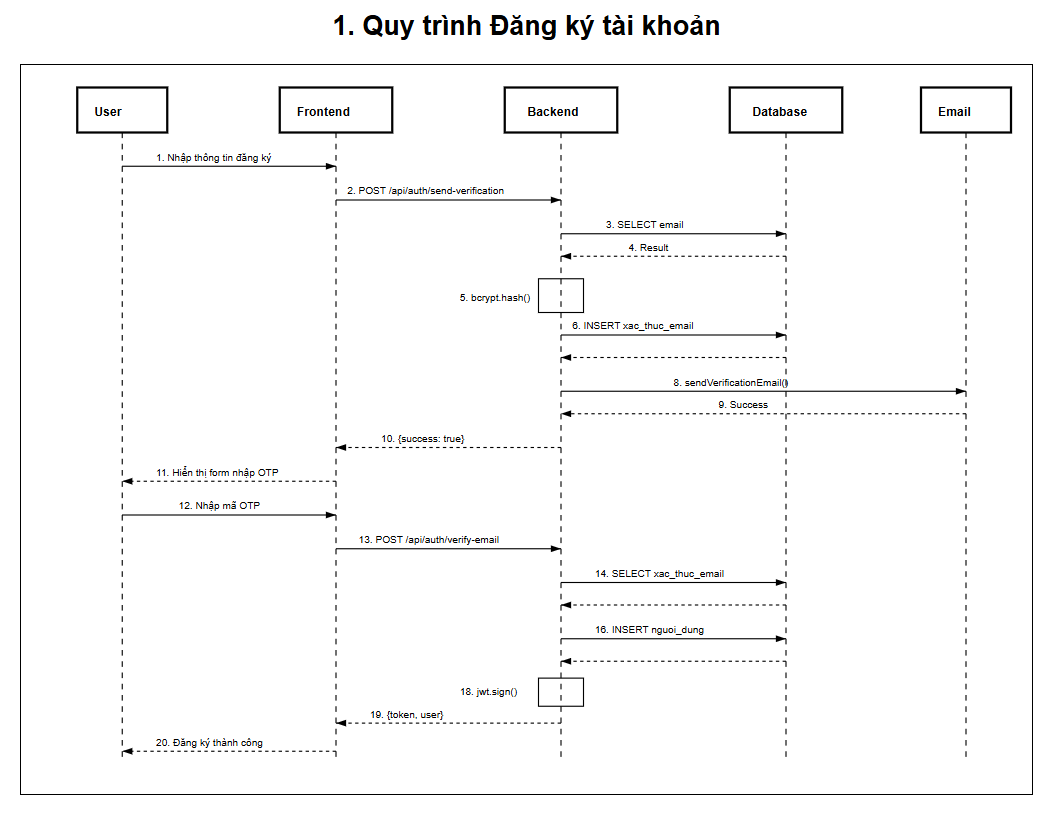 1. Quy trình Đăng ký tài khoản
User
Frontend
Backend
Database
Email
1. Nhập thông tin đăng ký
2. POST /api/auth/send-verification
3. SELECT email
4. Result
5. bcrypt.hash()
6. INSERT xac_thuc_email
8. sendVerificationEmail()
9. Success
10. {success: true}
11. Hiển thị form nhập OTP
12. Nhập mã OTP
13. POST /api/auth/verify-email
14. SELECT xac_thuc_email
16. INSERT nguoi_dung
18. jwt.sign()
19. {token, user}
20. Đăng ký thành công